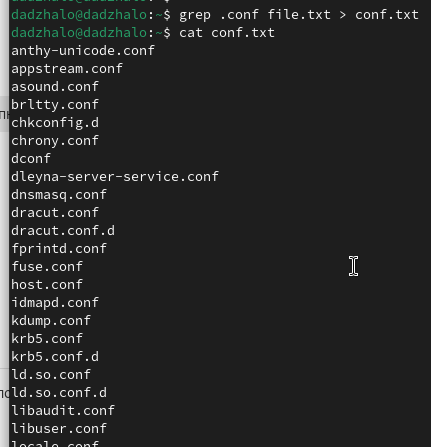 dadzhalo@dadzhalo:~$ grep .conf file.txt > conf.txt
dadzhalo@dadzhalo:~$ cat conf.txt
anthy-unicode.conf
appstream.conf
asound.conf
brltty.conf
chkconfig.d
chrony.conf
dconf
dleyna-server-service.conf
dnsmasq.conf
dracut.conf
dracut.conf.d
fprintd.conf
fuse.conf
host.conf
idmapd.conf
kdump.conf
krb5.conf
krb5.conf.d
ld.so.conf
ld.so.conf.d
libaudit.conf
libuser.conf
locale.conf